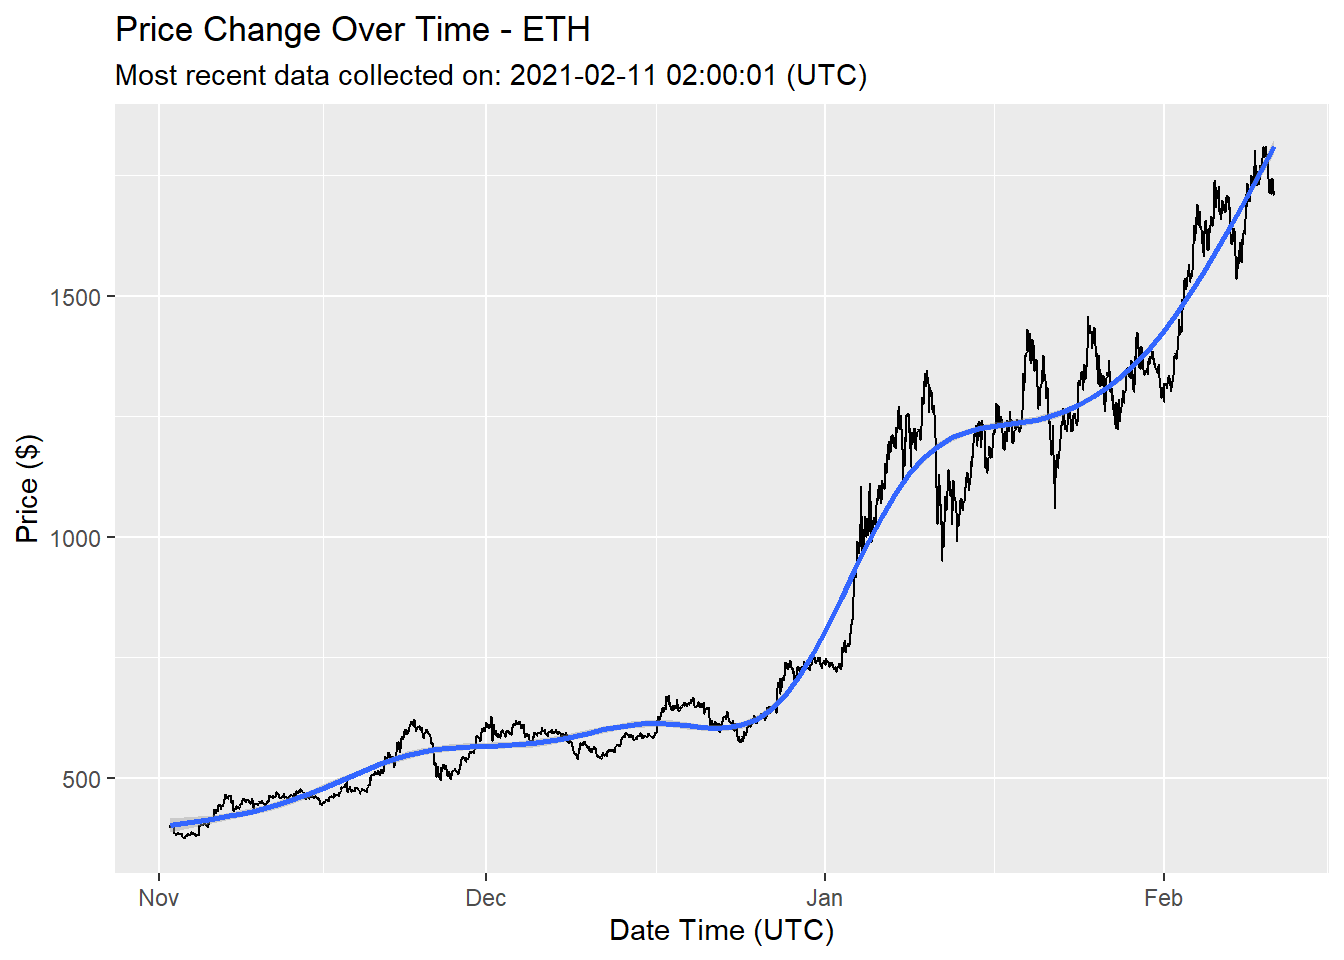 Price Change Over Time - ETH
Most recent data collected on: 2021-02-11 02:00:01 (UTC)
Price ($)
1500
1000
500
Nov Dec Jan Feb
Date Time (UTC)